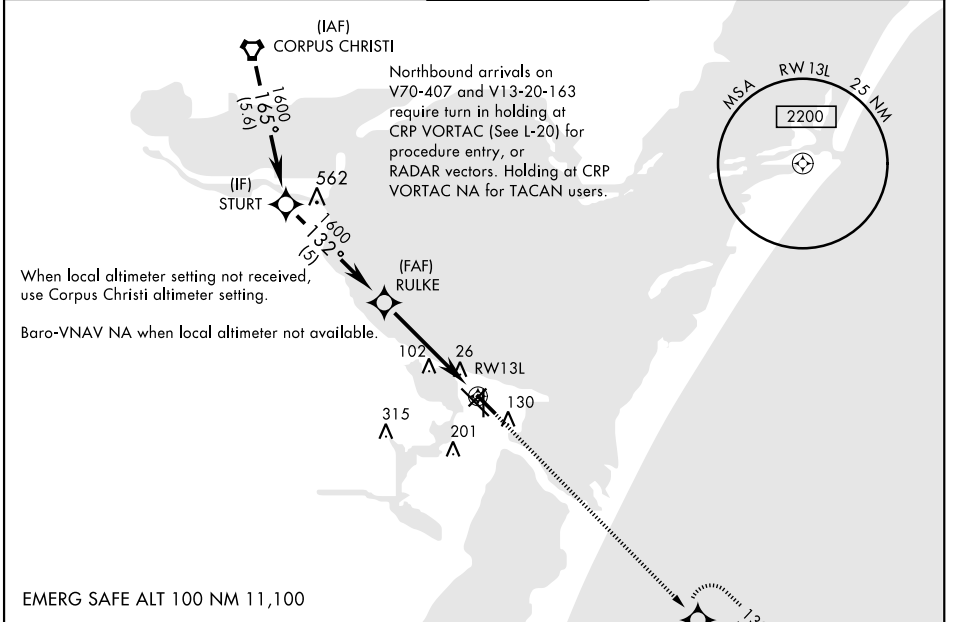 (IAF)
CORPUS CHRISTI
1600
165°
(5.6)
Northbound arrivals on
V70-407 and V13-20-163
require turn in holding at
CRP VORTAC (See L-20) for
procedure entry, or
RADAR vectors. Holding at CRP
VORTAC NA for TACAN users.
MSA RW 13L 25 NM
2200
(IF)
STURT
562
1600
132°
(5)
(FAF)
RULKE
When local altimeter setting not received,
use Corpus Christi altimeter setting.
Baro-VNAV NA when local altimeter not available.
102
26
RW13L
130
315
201
EMERG SAFE ALT 100 NM 11,100